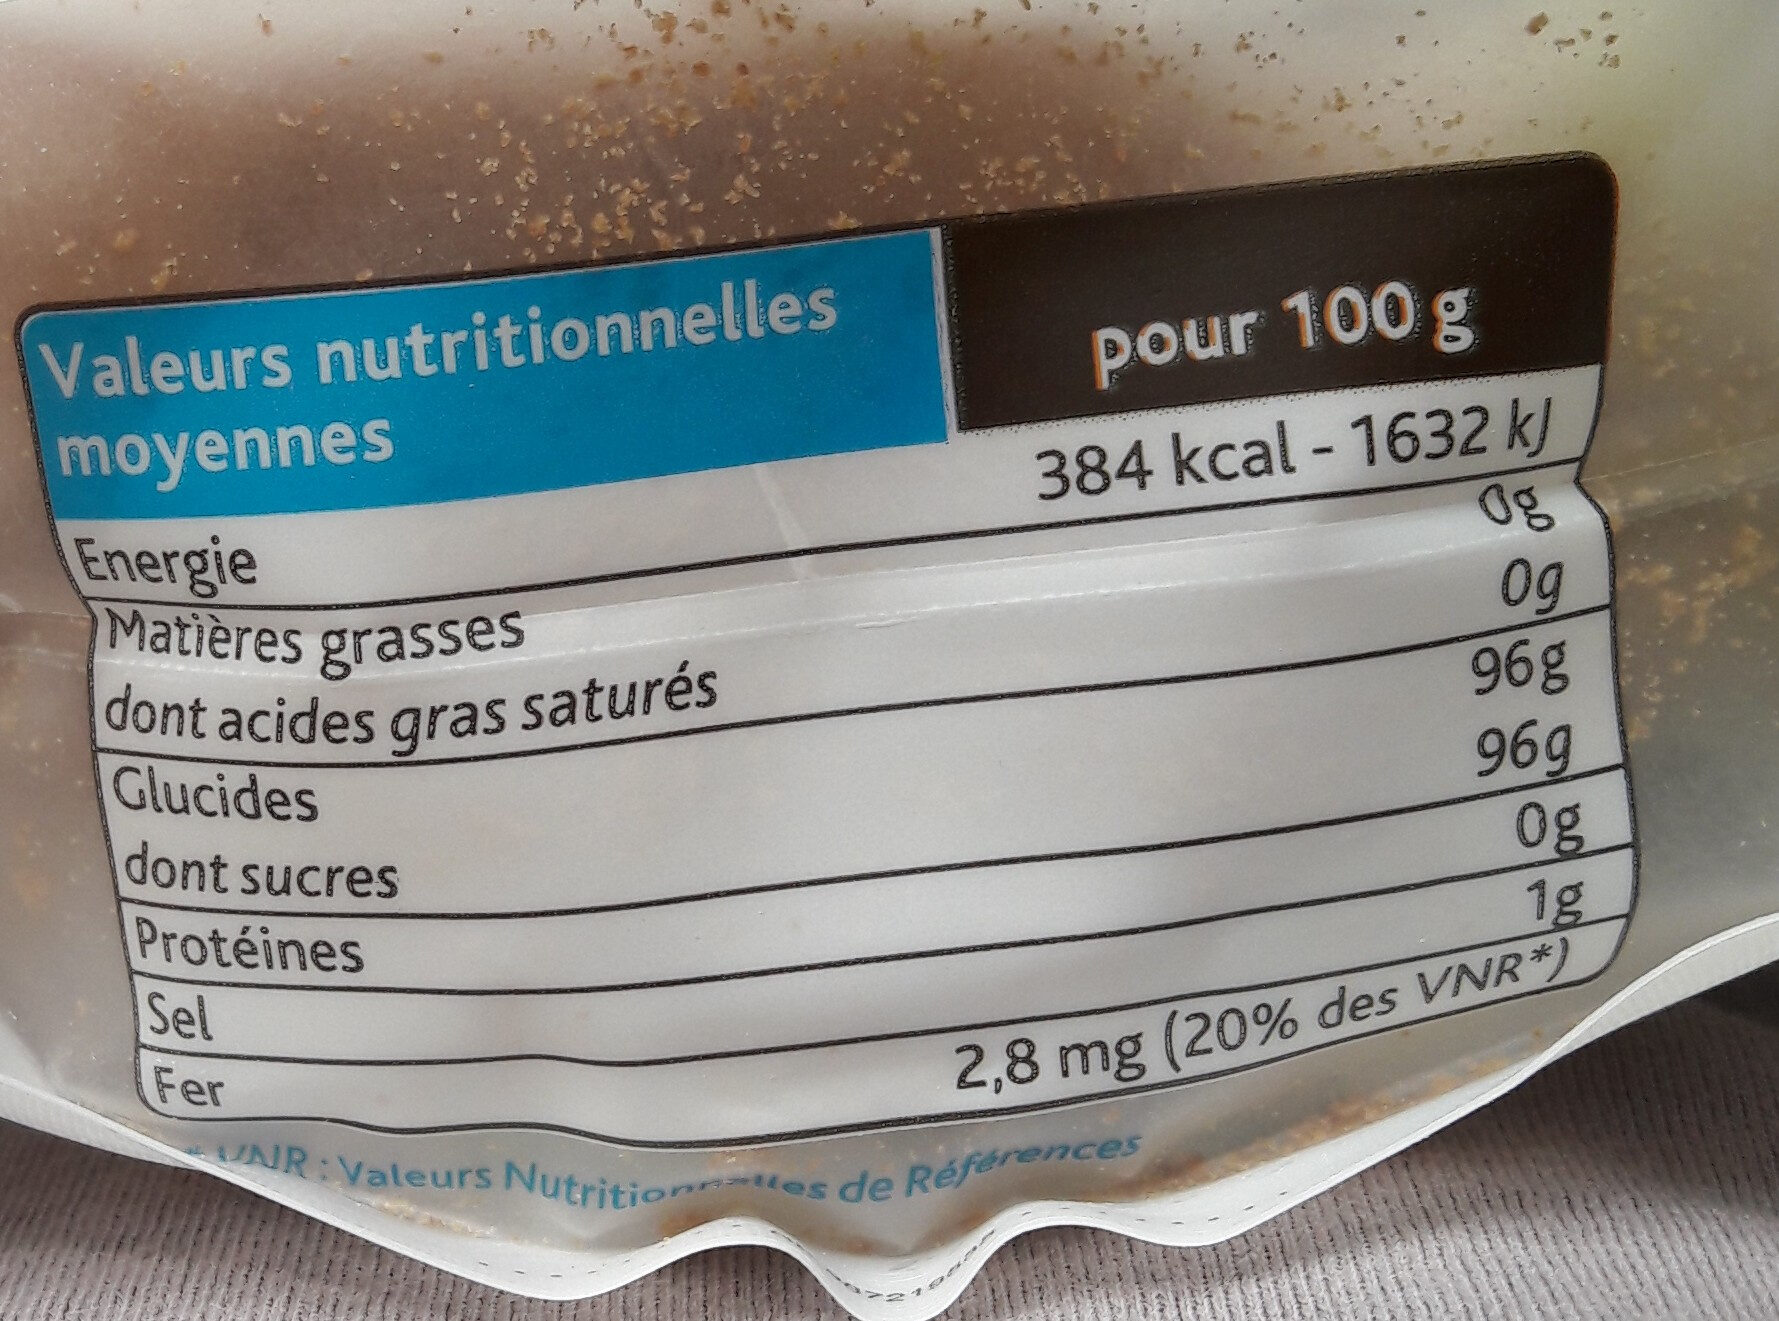 Valeurs nutritionnelles moyennes pour 100 g
Energie 384 kcal - 1632 kJ
Matières grasses 0g
dont acides gras saturés 0g
Glucides 96g
dont sucres 96g
Protéines 0g
Sel 1g
Fer 2,8 mg (20% des VNR*)
* VNR : Valeurs Nutritionnelles de Références